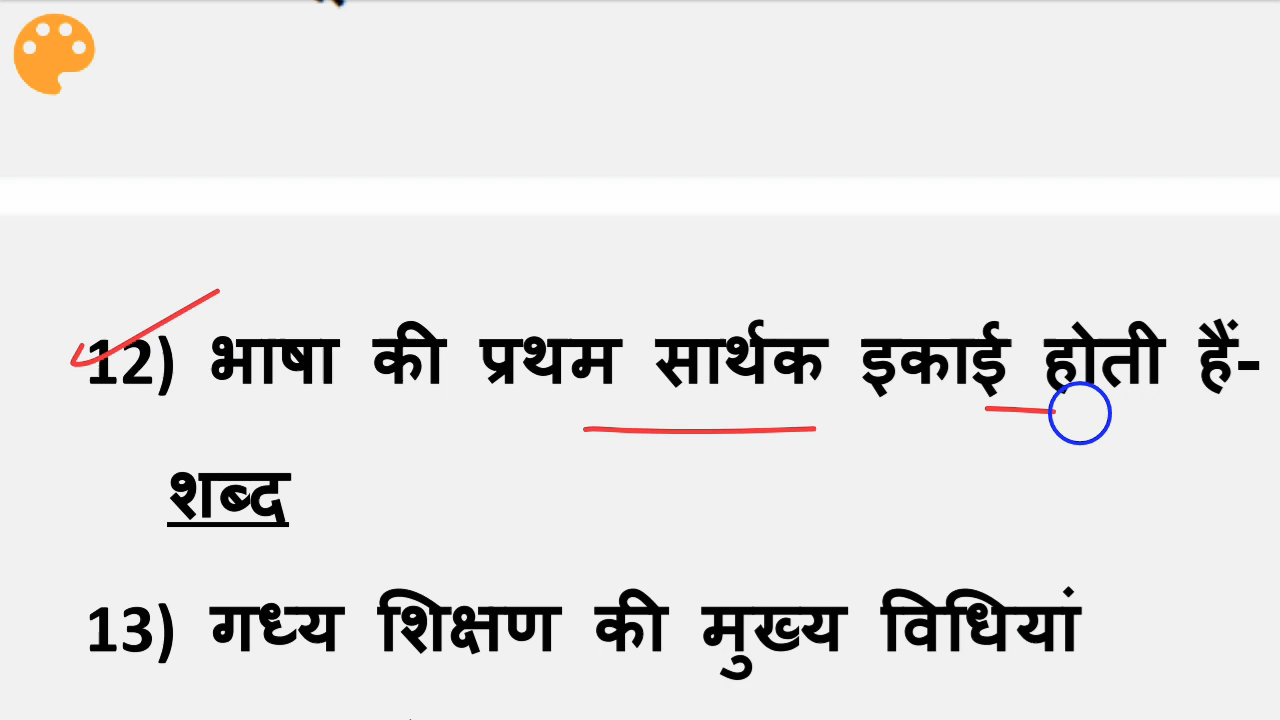 12) भाषा की प्रथम सार्थक इकाई होती हैं-
शब्द
13) गध्य शिक्षण की मुख्य विधियां